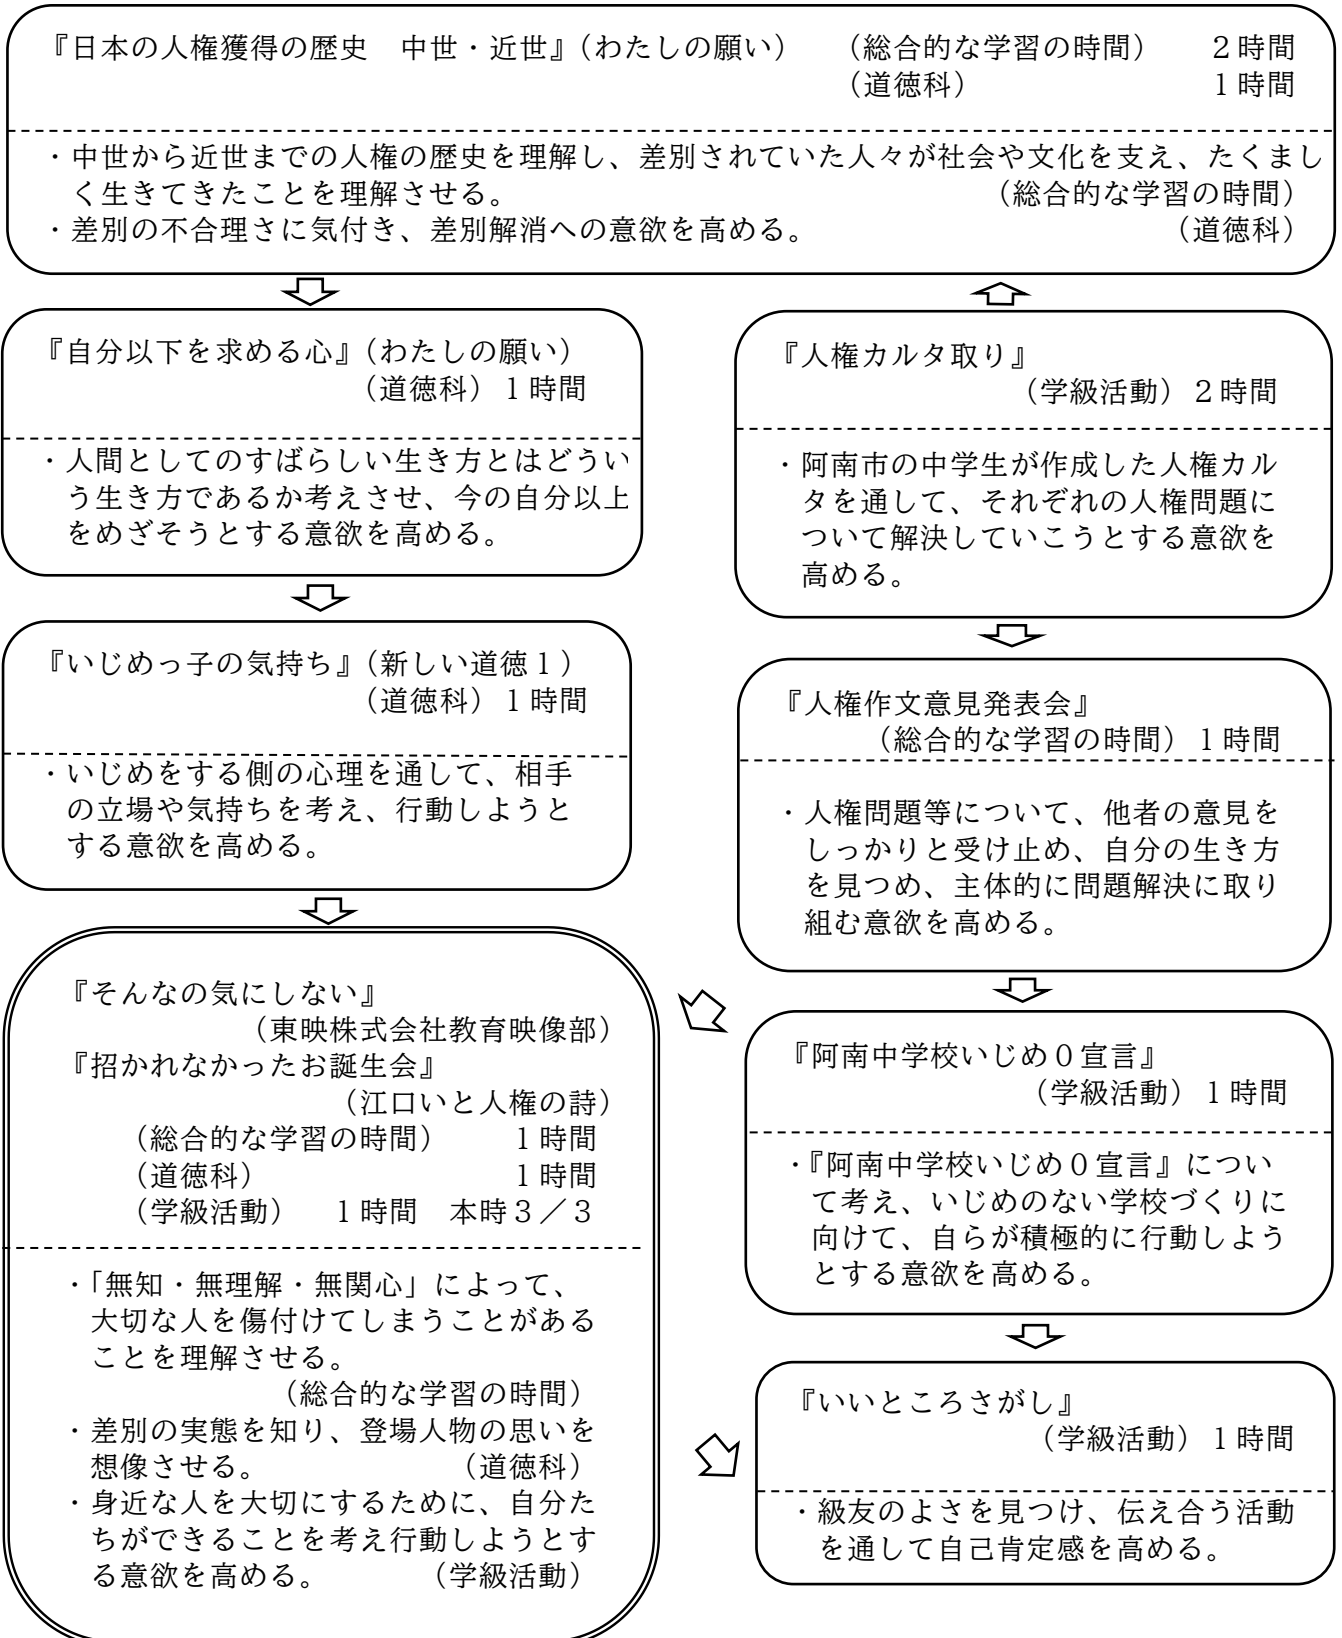 『日本の人権獲得の歴史　中世・近世』（わたしの願い）　（総合的な学習の時間）　２時間
（道徳科）　１時間
・中世から近世までの人権の歴史を理解し、差別されていた人々が社会や文化を支え、たくまし
く生きてきたことを理解させる。　（総合的な学習の時間）
・差別の不合理さに気付き、差別解消への意欲を高める。　（道徳科）
『自分以下を求める心』（わたしの願い）
（道徳科）１時間
・人間としてのすばらしい生き方とはどうい
う生き方であるか考えさせ、今の自分以上
をめざそうとする意欲を高める。
『いじめっ子の気持ち』（新しい道徳１）
（道徳科）１時間
・いじめをする側の心理を通して、相手
の立場や気持ちを考え、行動しようと
する意欲を高める。
『そんなの気にしない』
（東映株式会社教育映像部）
『招かれなかったお誕生会』
（江口いと人権の詩）
（総合的な学習の時間）　１時間
（道徳科）　１時間
（学級活動）　１時間　本時３／３
・「無知・無理解・無関心」によって、
大切な人を傷付けてしまうことがある
ことを理解させる。
（総合的な学習の時間）
・差別の実態を知り、登場人物の思いを
想像させる。　（道徳科）
・身近な人を大切にするために、自分た
ちができることを考え行動しようとす
る意欲を高める。　（学級活動）
『人権カルタ取り』
（学級活動）２時間
・阿南市の中学生が作成した人権カル
タを通して、それぞれの人権問題に
ついて解決していこうとする意欲を
高める。
『人権作文意見発表会』
（総合的な学習の時間）１時間
・人権問題等について、他者の意見を
しっかりと受け止め、自分の生き方
を見つめ、主体的に問題解決に取り
組む意欲を高める。
『阿南中学校いじめ０宣言』
（学級活動）１時間
・『阿南中学校いじめ０宣言』につい
て考え、いじめのない学校づくりに
向けて、自らが積極的に行動しよう
とする意欲を高める。
『いいところさがし』
（学級活動）１時間
・級友のよさを見つけ、伝え合う活動
を通して自己肯定感を高める。